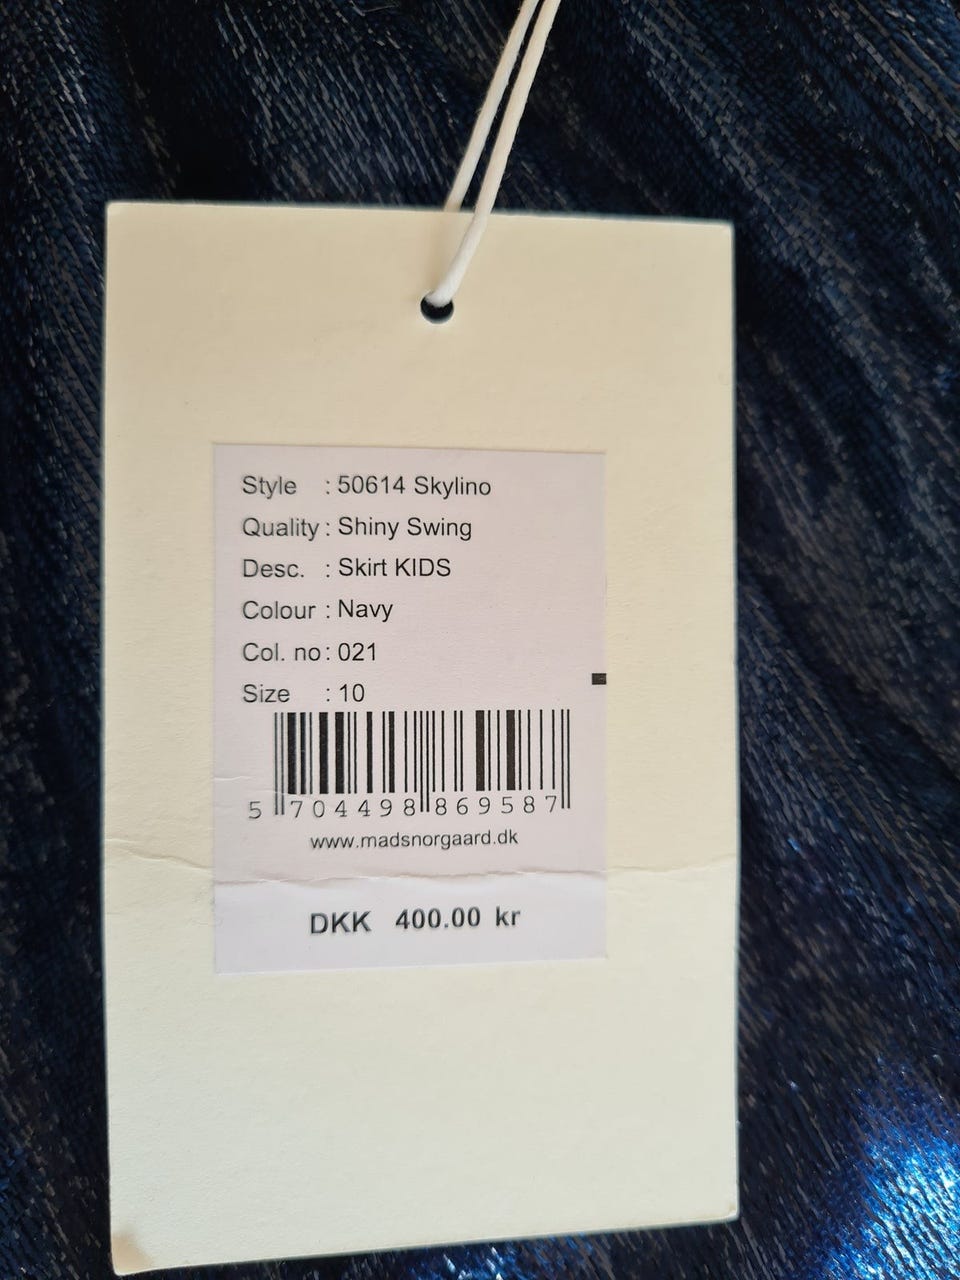 Style : 50614 Skylino
Quality : Shiny Swing
Desc. : Skirt KIDS
Colour : Navy
Col. no : 021
Size : 10
5 704498 869587
www.madsnorgaard.dk
DKK 400.00 kr